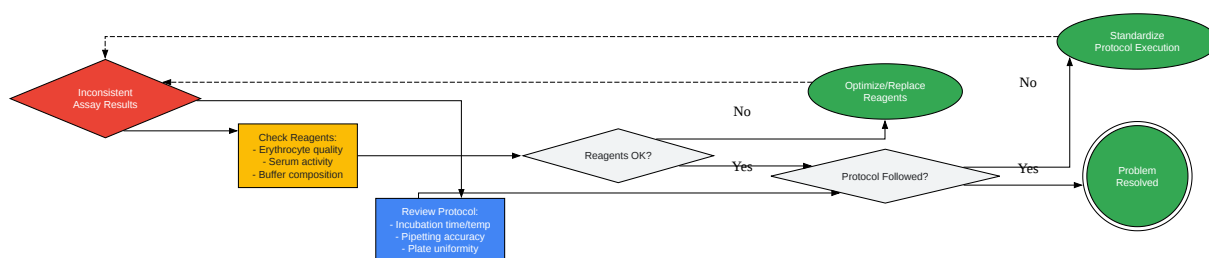 Inconsistent
Assay Results
Check Reagents:
- Erythrocyte quality
- Serum activity
- Buffer composition
Review Protocol:
- Incubation time/temp
- Pipetting accuracy
- Plate uniformity
Reagents OK?
No
Yes
Optimize/Replace
Reagents
Protocol Followed?
No
Yes
Standardize
Protocol Execution
Problem
Resolved